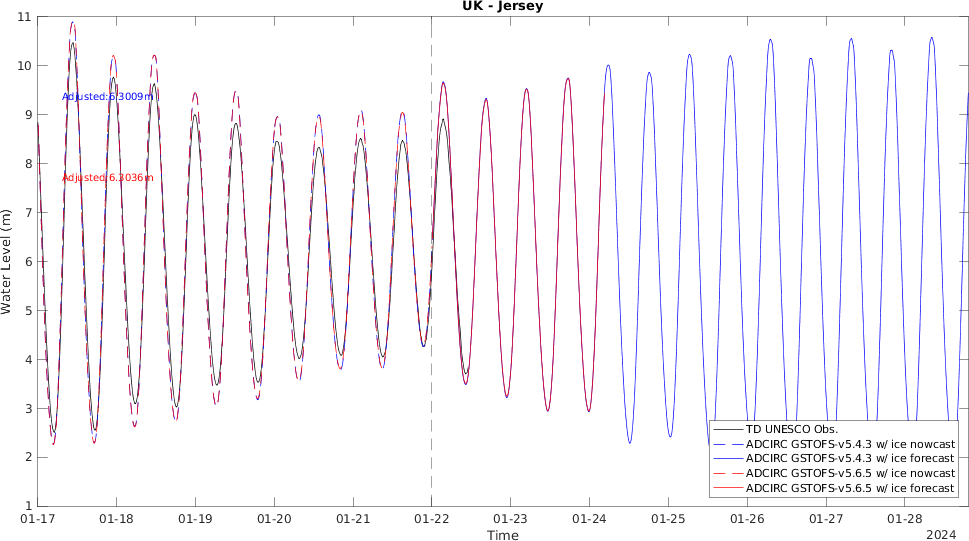 UK - Jersey
Water Level (m)
11
10
9
8
7
6
5
4
3
2
1
Adjusted:6.3009m
Adjusted:6.3036m
TD UNESCO Obs.
ADCIRC GSTOFS-v5.4.3 w/ ice nowcast
ADCIRC GSTOFS-v5.4.3 w/ ice forecast
ADCIRC GSTOFS-v5.6.5 w/ ice nowcast
ADCIRC GSTOFS-v5.6.5 w/ ice forecast
01-17 01-18 01-19 01-20 01-21 01-22 01-23 01-24 01-25 01-26 01-27 01-28
Time
2024